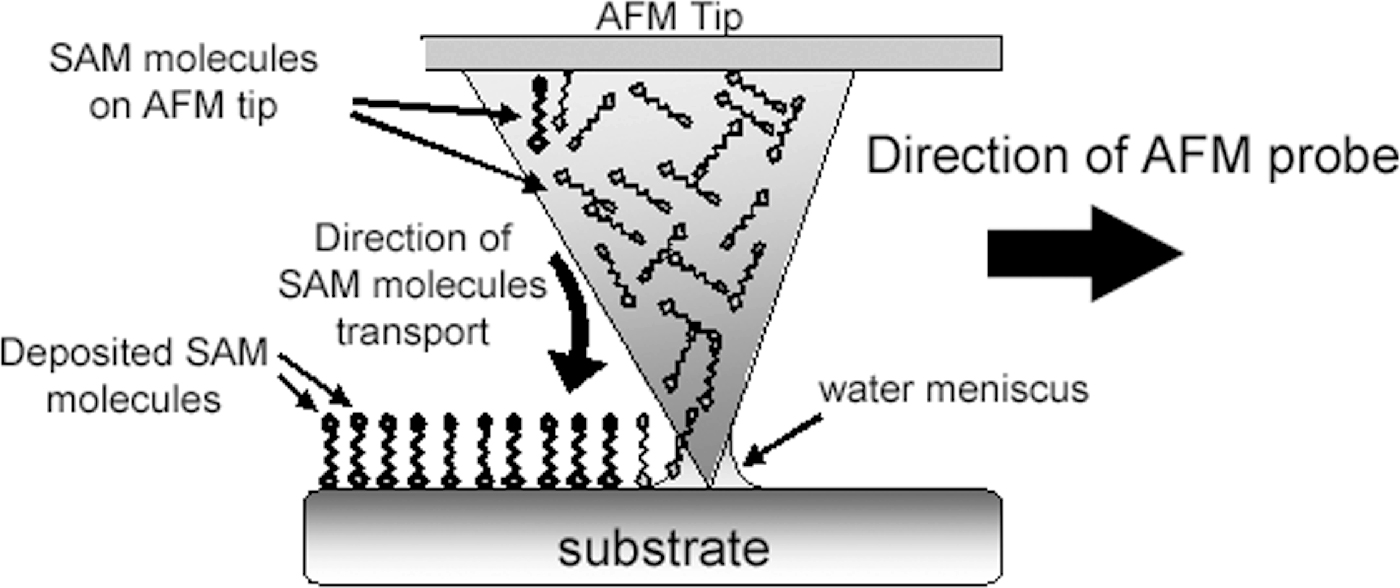 AFM Tip
SAM molecules
on AFM tip
Direction of AFM probe
Direction of
SAM molecules
transport
Deposited SAM
molecules
water meniscus
substrate